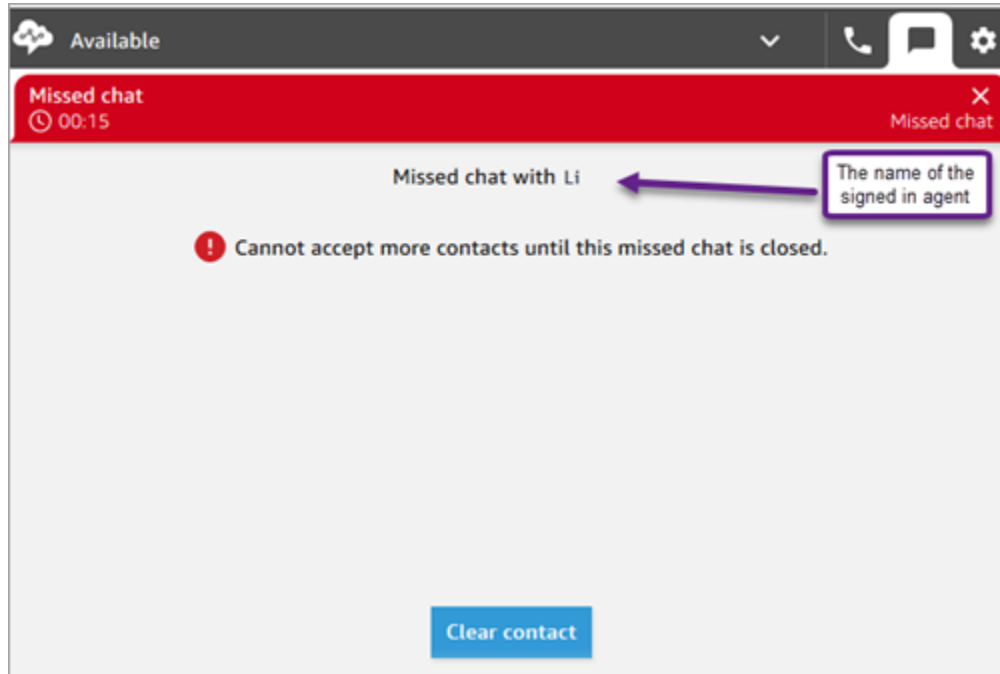 Available
Missed chat
00:15
Missed chat
Missed chat with Li
The name of the
signed in agent
Cannot accept more contacts until this missed chat is closed.
Clear contact